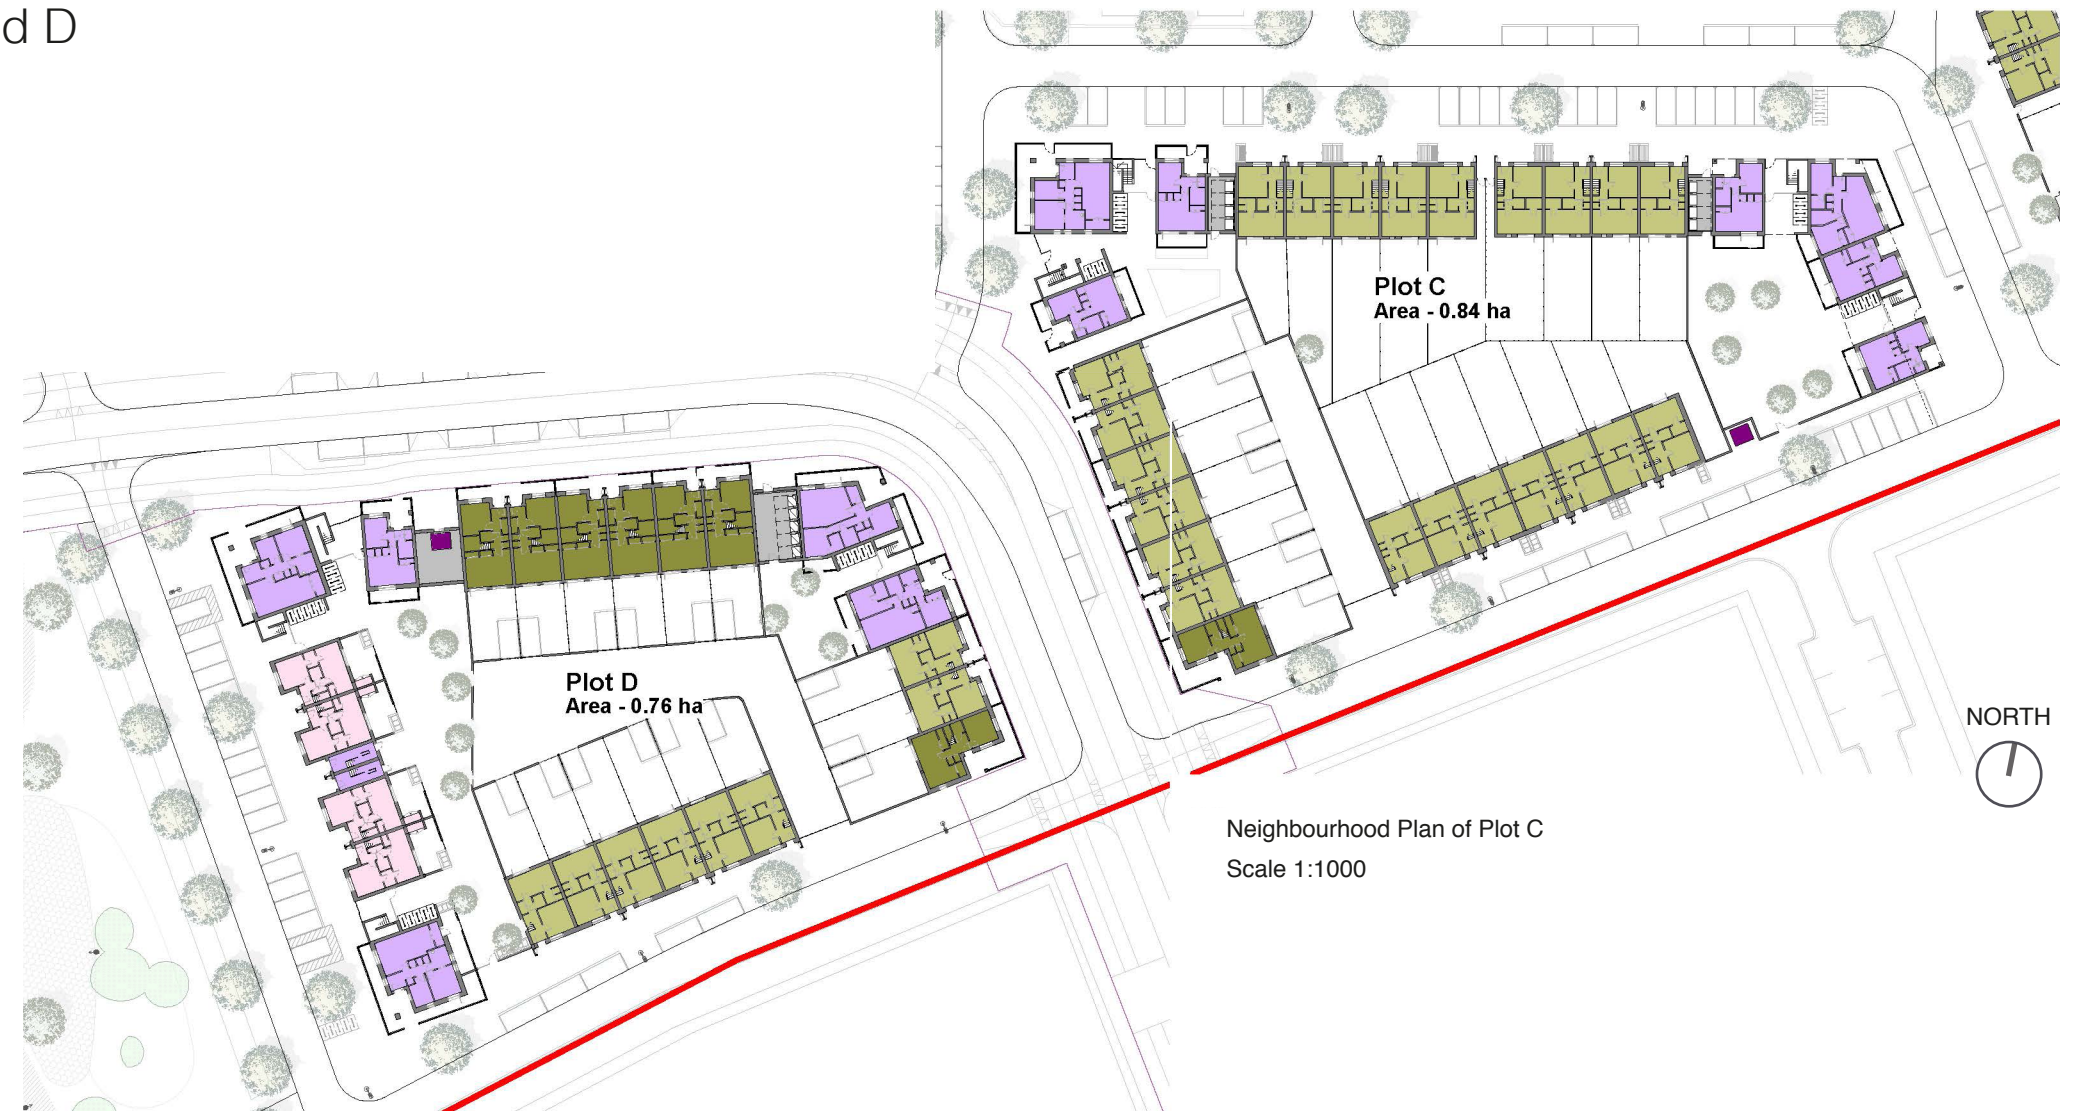 d D
Plot C
Area - 0.84 ha
Plot D
Area - 0.76 ha
NORTH
Neighbourhood Plan of Plot C
Scale 1:1000